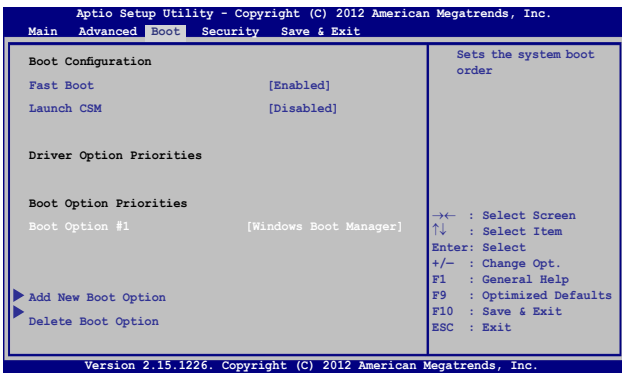 Aptio Setup Utility - Copyright (C) 2012 American Megatrends, Inc.
Main Advanced Boot Security Save & Exit
Boot Configuration
Fast Boot [Enabled]
Launch CSM [Disabled]
Driver Option Priorities
Boot Option Priorities
Boot Option #1 [Windows Boot Manager]
Add New Boot Option
Delete Boot Option
Sets the system boot
order
→← : Select Screen
↑↓ : Select Item
Enter: Select
+/— : Change Opt.
F1 : General Help
F9 : Optimized Defaults
F10 : Save & Exit
ESC : Exit
Version 2.15.1226. Copyright (C) 2012 American Megatrends, Inc.